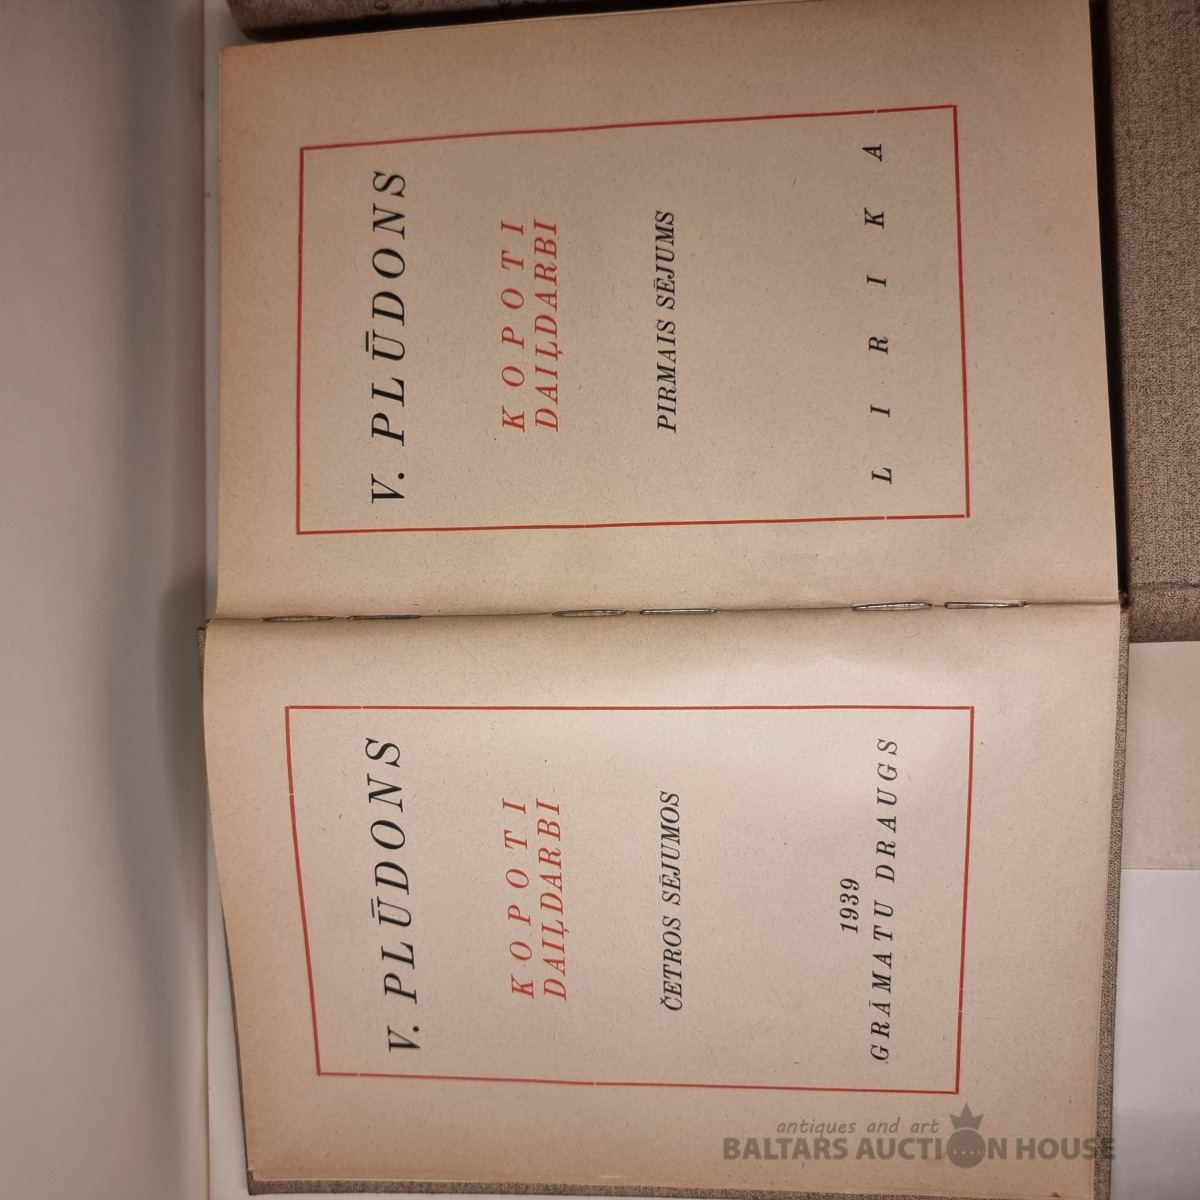 V. PLŪDONS
KOPOTI
DAIĻDARBI
ČETROS SĒJUMOS
1939
GRĀMATU DRAUGS
V. PLŪDONS
KOPOTI
DAIĻDARBI
PIRMAIS SĒJUMS
LIRIKA
antiques and art
BALTARS AUCTION HOUSE